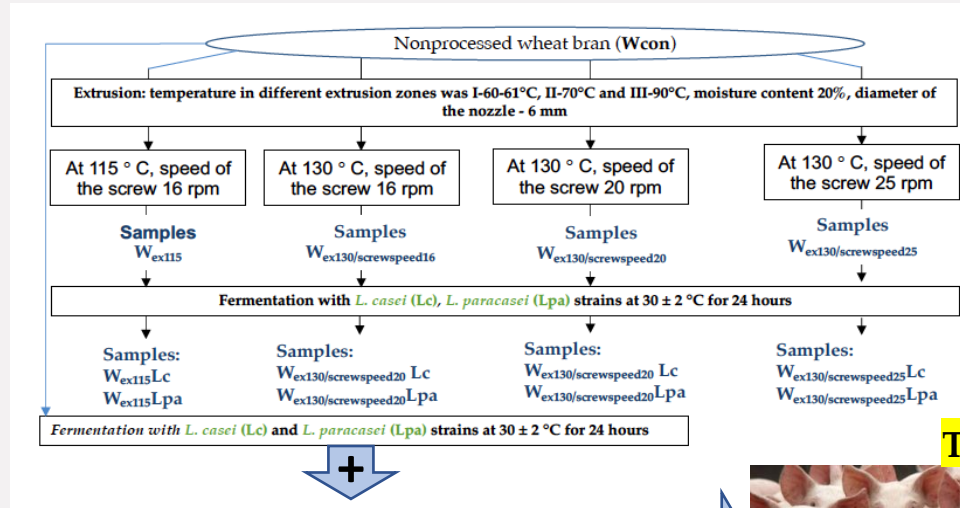 Nonprocessed wheat bran (Wcon)
Extrusion: temperature in different extrusion zones was I-60-61°C, II-70°C and III-90°C, moisture content 20%, diameter of
the nozzle - 6 mm
At 115 ° C, speed of
the screw 16 rpm
At 130 ° C, speed of
the screw 16 rpm
At 130 ° C, speed of
the screw 20 rpm
At 130 ° C, speed of
the screw 25 rpm
Samples
Wex115
Samples
Wex130/screwspeed16
Samples
Wex130/screwspeed20
Samples
Wex130/screwspeed25
Fermentation with L. casei (Lc), L. paracasei (Lpa) strains at 30 ± 2 °C for 24 hours
Samples:
Wex115Lc
Wex115Lpa
Samples:
Wex130/screwspeed20 Lc
Wex130/screwspeed20Lpa
Samples:
Wex130/screwspeed20 Lc
Wex130/screwspeed20Lpa
Samples:
Wex130/screwspeed25Lc
Wex130/screwspeed25Lpa
Fermentation with L. casei (Lc) and L. paracasei (Lpa) strains at 30 ± 2 °C for 24 hours
+
T